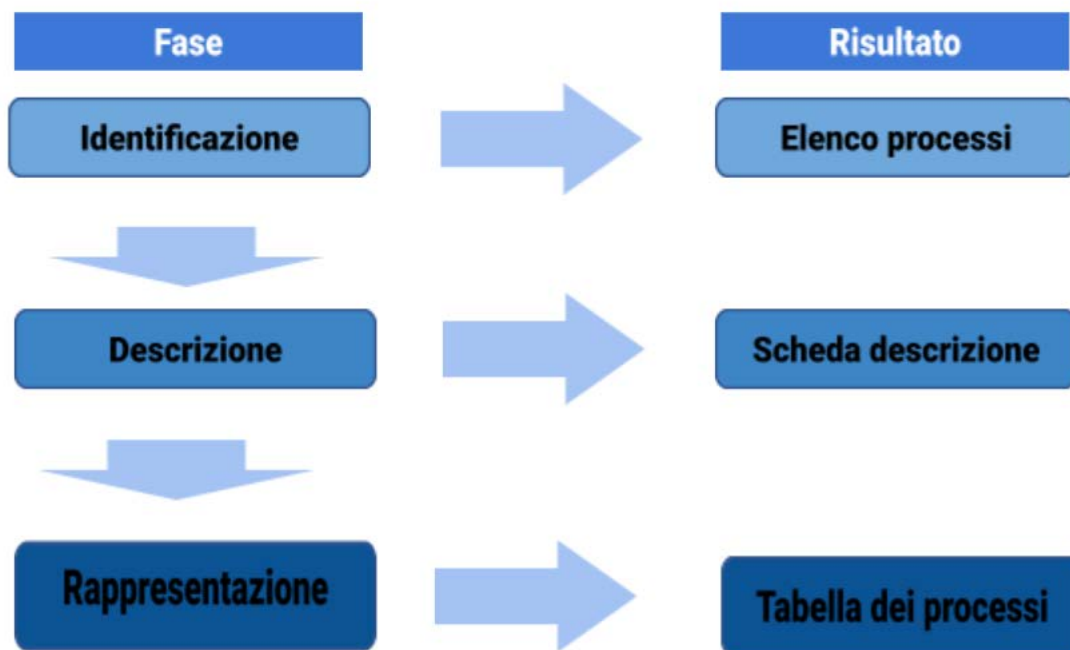 Fase
Risultato
Identificazione
Elenco processi
Descrizione
Scheda descrizione
Rappresentazione
Tabella dei processi